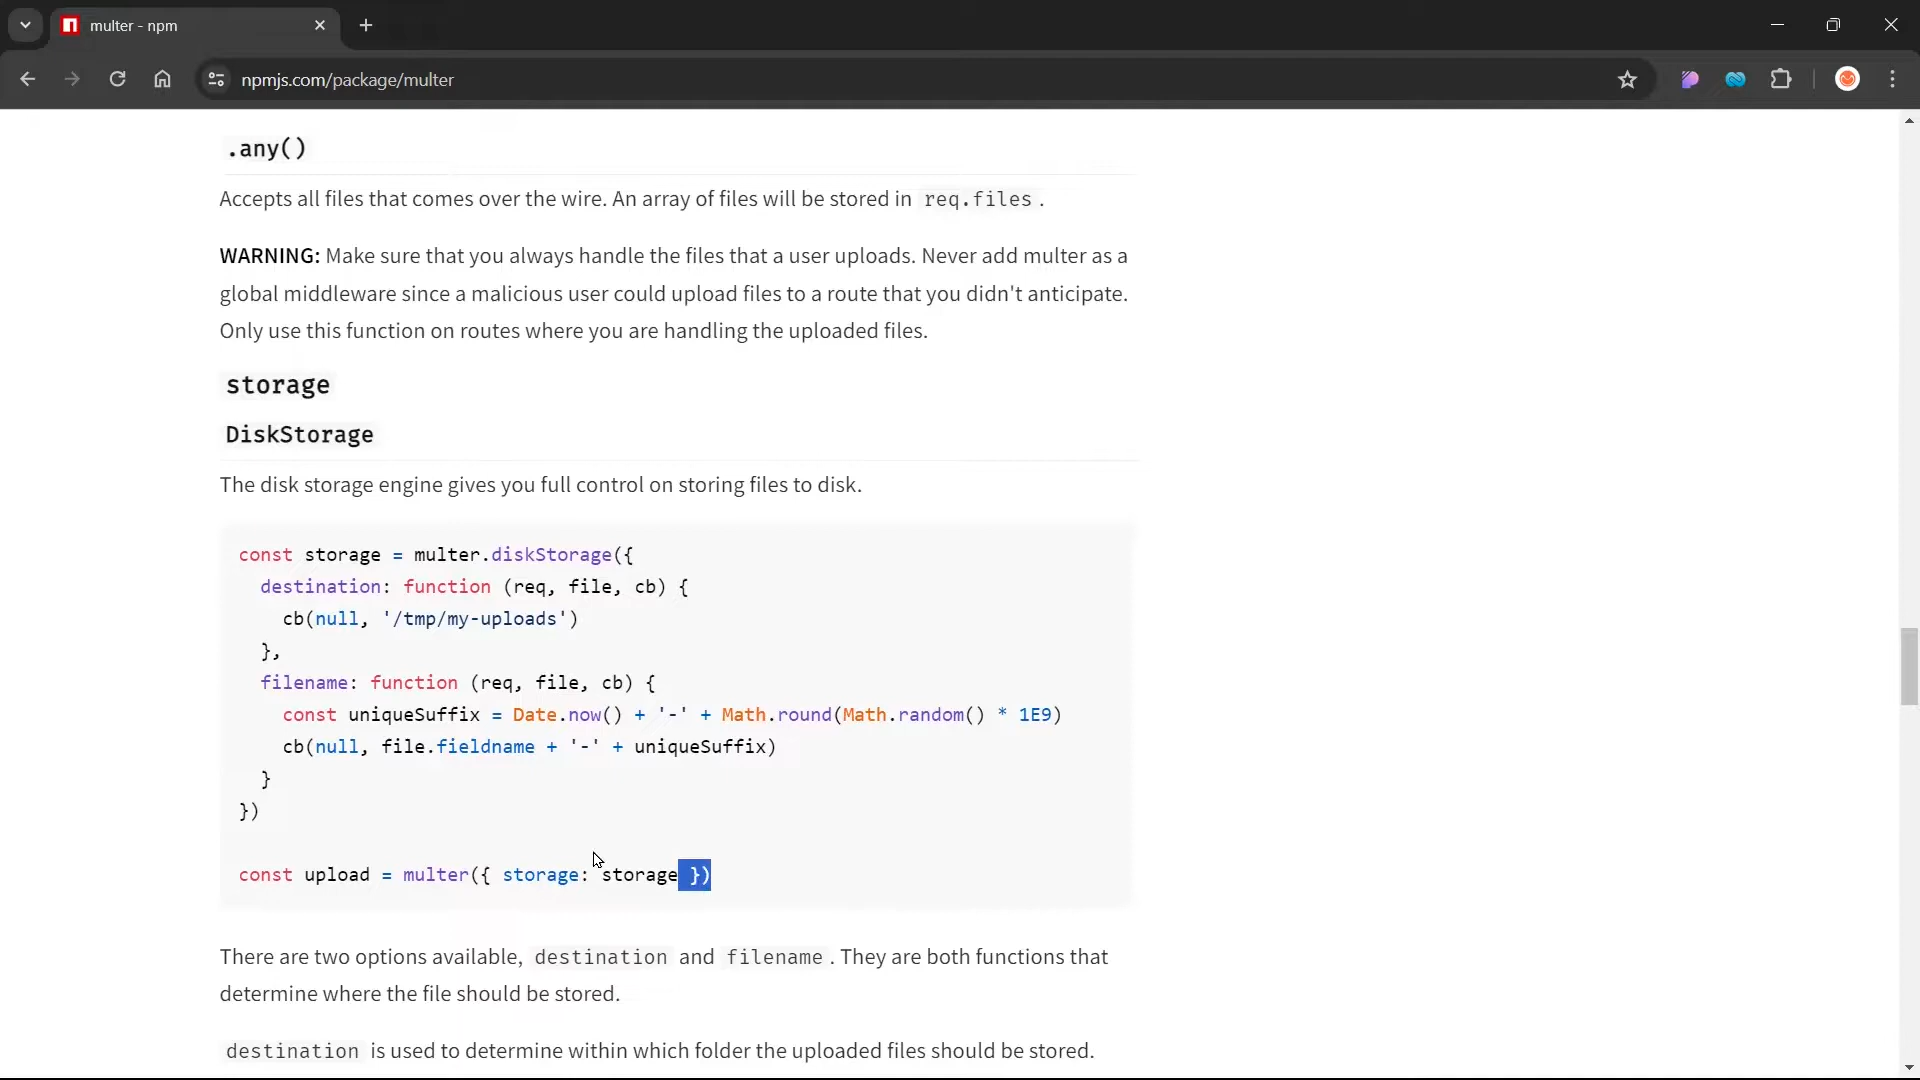 multer - npm
npmjs.com/package/multer
.any()
Accepts all files that comes over the wire. An array of files will be stored in req.files .
WARNING: Make sure that you always handle the files that a user uploads. Never add multer as a
global middleware since a malicious user could upload files to a route that you didn't anticipate.
Only use this function on routes where you are handling the uploaded files.
storage
DiskStorage
The disk storage engine gives you full control on storing files to disk.
const storage = multer.diskStorage({
  destination: function (req, file, cb) {
    cb(null, '/tmp/my-uploads')
  },
  filename: function (req, file, cb) {
    const uniqueSuffix = Date.now() + '-' + Math.round(Math.random() * 1E9)
    cb(null, file.fieldname + '-' + uniqueSuffix)
  }
})
const upload = multer({ storage: storage })
There are two options available, destination and filename . They are both functions that
determine where the file should be stored.
destination is used to determine within which folder the uploaded files should be stored.